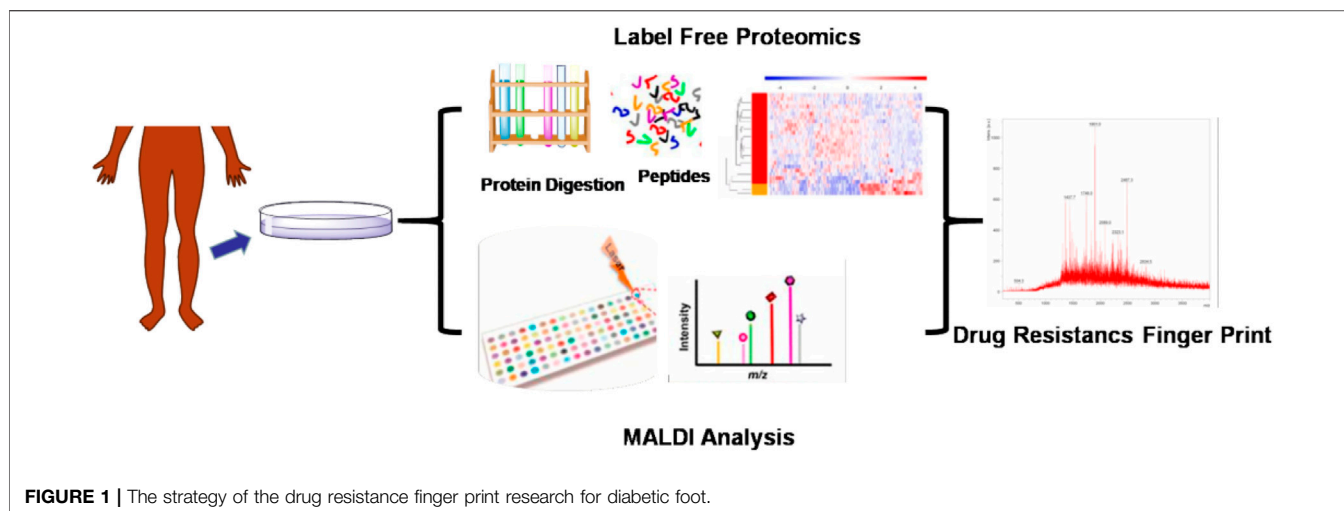 Label Free Proteomics
Protein Digestion
Peptides
Laser
Intensity
m/z
MALDI Analysis
Drug Resistancs Finger Print
FIGURE 1 | The strategy of the drug resistance finger print research for diabetic foot.